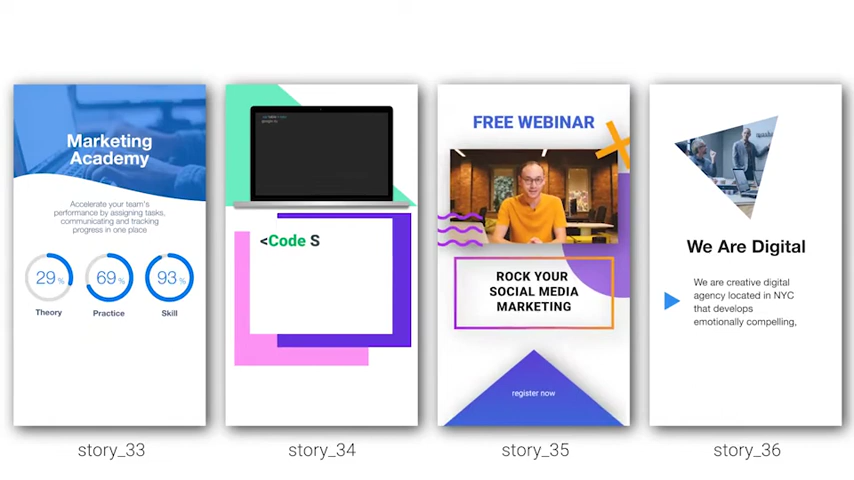 Marketing
Academy
Accelerate your team's
performance by assigning tasks,
communicating and tracking
progress in one place
29 %
69 %
93 %
Theory
Practice
Skill
story_33
<Code S
story_34
FREE WEBINAR
ROCK YOUR
SOCIAL MEDIA
MARKETING
register now
story_35
We Are Digital
We are creative digital
agency located in NYC
that develops
emotionally compelling,
story_36